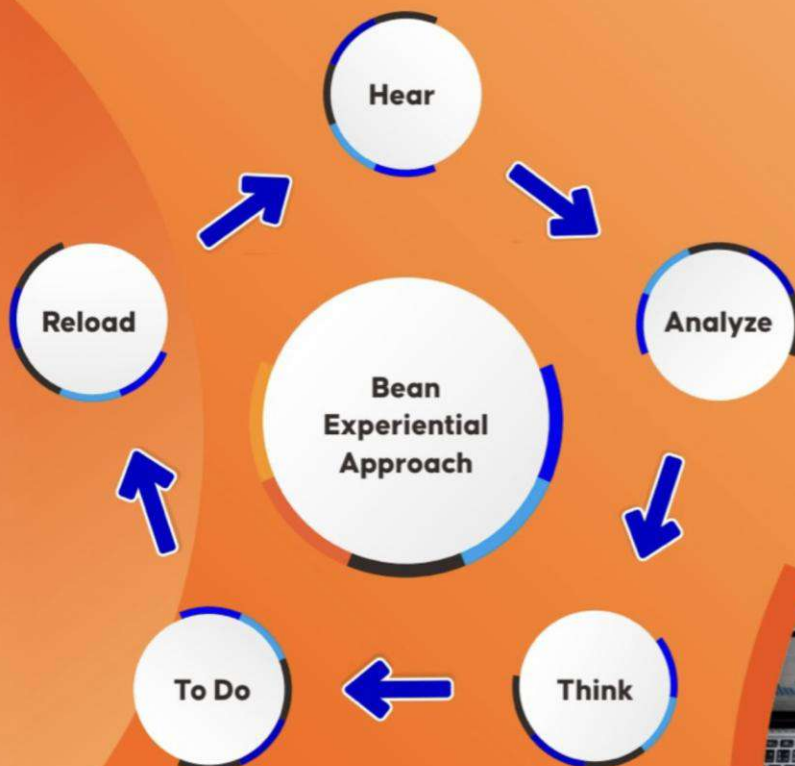 Hear
Analyze
Think
To Do
Reload
Bean
Experiential
Approach